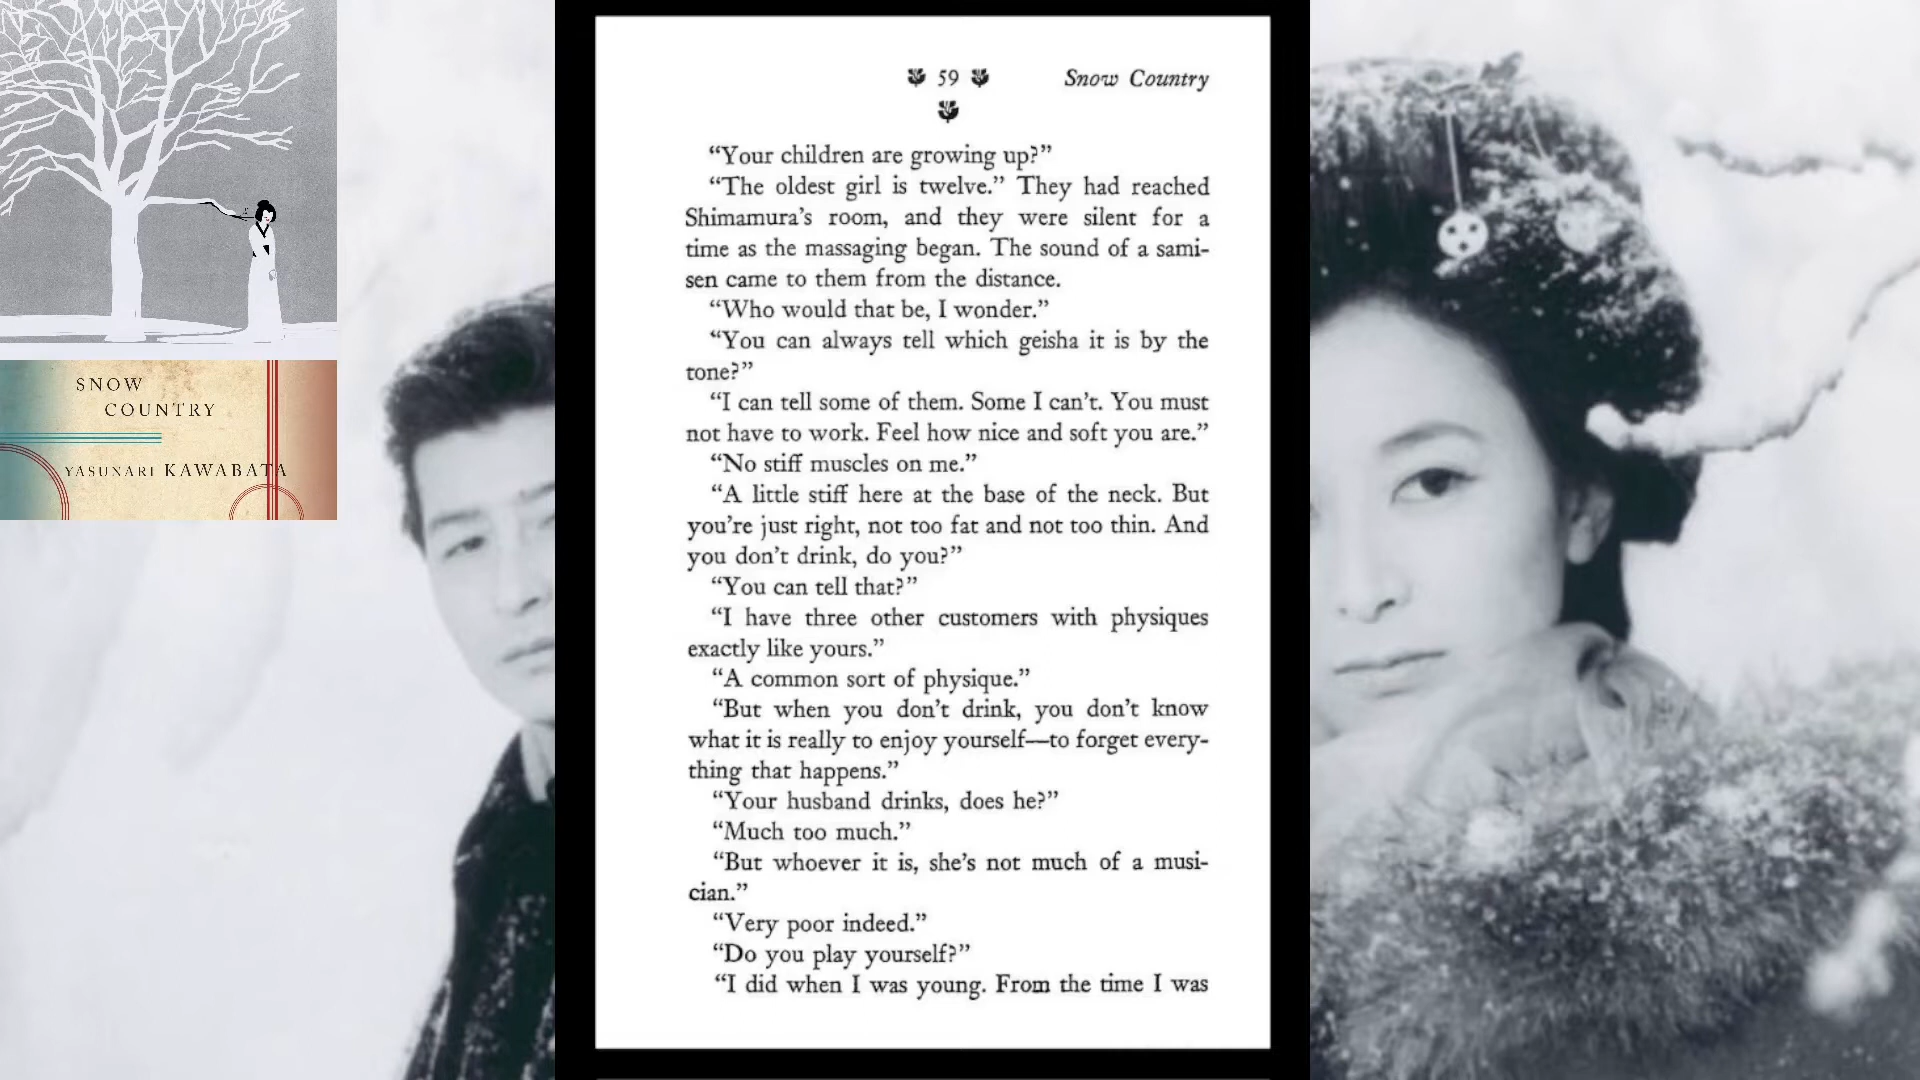 SNOW
COUNTRY
YASUNARI KAWABATA
59 Snow Country
“Your children are growing up?”
“The oldest girl is twelve.” They had reached
Shimamura’s room, and they were silent for a
time as the massaging began. The sound of a sami-
sen came to them from the distance.
“Who would that be, I wonder.”
“You can always tell which geisha it is by the
tone?”
“I can tell some of them. Some I can’t. You must
not have to work. Feel how nice and soft you are.”
“No stiff muscles on me.”
“A little stiff here at the base of the neck. But
you’re just right, not too fat and not too thin. And
you don’t drink, do you?”
“You can tell that?”
“I have three other customers with physiques
exactly like yours.”
“A common sort of physique.”
“But when you don’t drink, you don’t know
what it is really to enjoy yourself—to forget every-
thing that happens.”
“Your husband drinks, does he?”
“Much too much.”
“But whoever it is, she’s not much of a musi-
cian.”
“Very poor indeed.”
“Do you play yourself?”
“I did when I was young. From the time I was